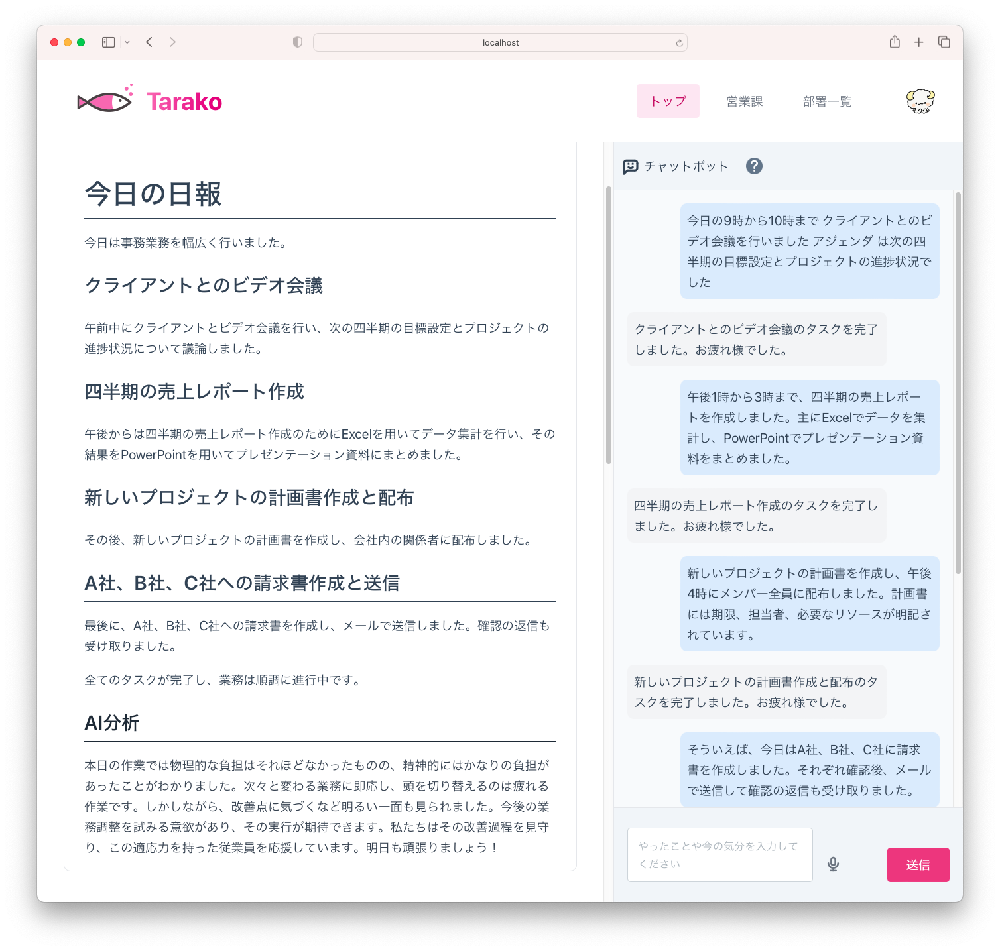 localhost
Tarako
トップ
営業課
部署一覧
今日の日報
今日は事務業務を幅広く行いました。
クライアントとのビデオ会議
午前中にクライアントとビデオ会議を行い、次の四半期の目標設定とプロジェクトの
進捗状況について議論しました。
四半期の売上レポート作成
午後からは四半期の売上レポート作成のためにExcelを用いてデータ集計を行い、その
結果をPowerPointを用いてプレゼンテーション資料にまとめました。
新しいプロジェクトの計画書作成と配布
その後、新しいプロジェクトの計画書を作成し、会社内の関係者に配布しました。
A社、B社、C社への請求書作成と送信
最後に、A社、B社、C社への請求書を作成し、メールで送信しました。確認の返信も
受け取りました。
全てのタスクが完了し、業務は順調に進行中です。
AI分析
本日の作業では物理的な負担はそれほどなかったものの、精神的にはかなりの負担が
あったことがわかりました。次々と変わる業務に即応し、頭を切り替えるのは疲れる
作業です。しかしながら、改善点に気づくなど明るい一面も見られました。今後の業
務調整を試みる意欲があり、その実行が期待できます。私たちはその改善過程を見守
り、この適応力を持った従業員を応援しています。明日も頑張りましょう！
チャットボット
?
今日の9時から10時まで クライアントとのビ
デオ会議を行いました アジェンダ は次の四
半期の目標設定とプロジェクトの進捗状況で
した
クライアントとのビデオ会議のタスクを完了
しました。お疲れ様でした。
午後1時から3時まで、四半期の売上レポー
トを作成しました。主にExcelでデータを集
計し、PowerPointでプレゼンテーション資
料をまとめました。
四半期の売上レポート作成のタスクを完了し
ました。お疲れ様でした。
新しいプロジェクトの計画書を作成し、午後
4時にメンバー全員に配布しました。計画書
には期限、担当者、必要なリソースが明記さ
れています。
新しいプロジェクトの計画書作成と配布のタ
スクを完了しました。お疲れ様でした。
そういえば、今日はA社、B社、C社に請求
書を作成しました。それぞれ確認後、メール
で送信して確認の返信も受け取りました。
やったことや今の気分を入力して
ください
送信